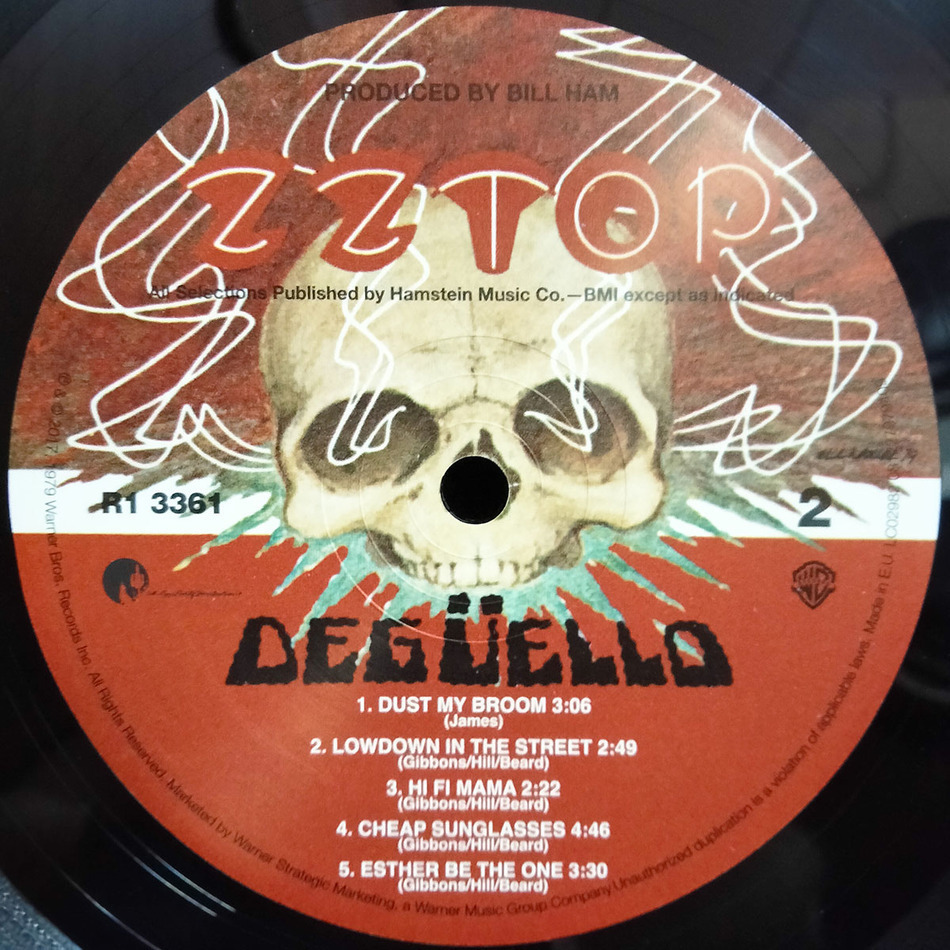 PRODUCED BY BILL HAM
ZZ TOP
All Selections Published by Hamstein Music Co.—BMI except as indicated
R1 3361
2
DEGÜELLO
1. DUST MY BROOM 3:06
(James)
2. LOWDOWN IN THE STREET 2:49
(Gibbons/Hill/Beard)
3. HI FI MAMA 2:22
(Gibbons/Hill/Beard)
4. CHEAP SUNGLASSES 4:46
(Gibbons/Hill/Beard)
5. ESTHER BE THE ONE 3:30
(Gibbons/Hill/Beard)
Warner Bros. Records Inc. All Rights Reserved. Marketed by Warner Strategic Marketing, a Warner Music Group Company Unauthorized duplication is a violation of applicable laws. Made in E.U.